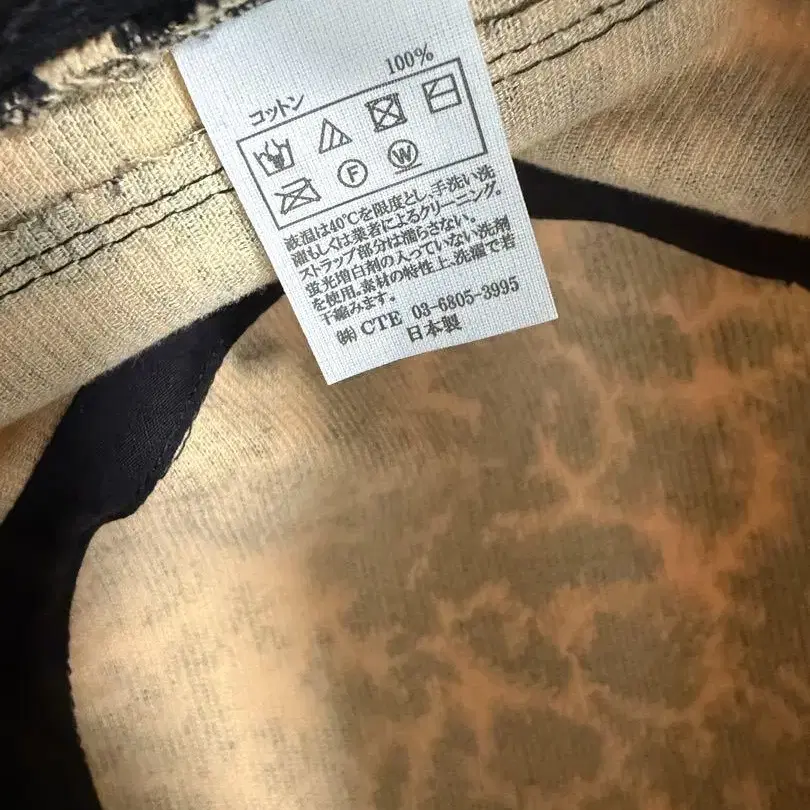 コットン 100%
F W
液温は40℃を限度とし、手洗い洗
濯もしくは業者によるクリーニング。
ストラップ部分は濡らさない。
蛍光増白剤の入っていない洗剤
を使用。素材の特性上、洗濯で若
干縮みます。
㈱ CTE 03-6805-3995
日本製